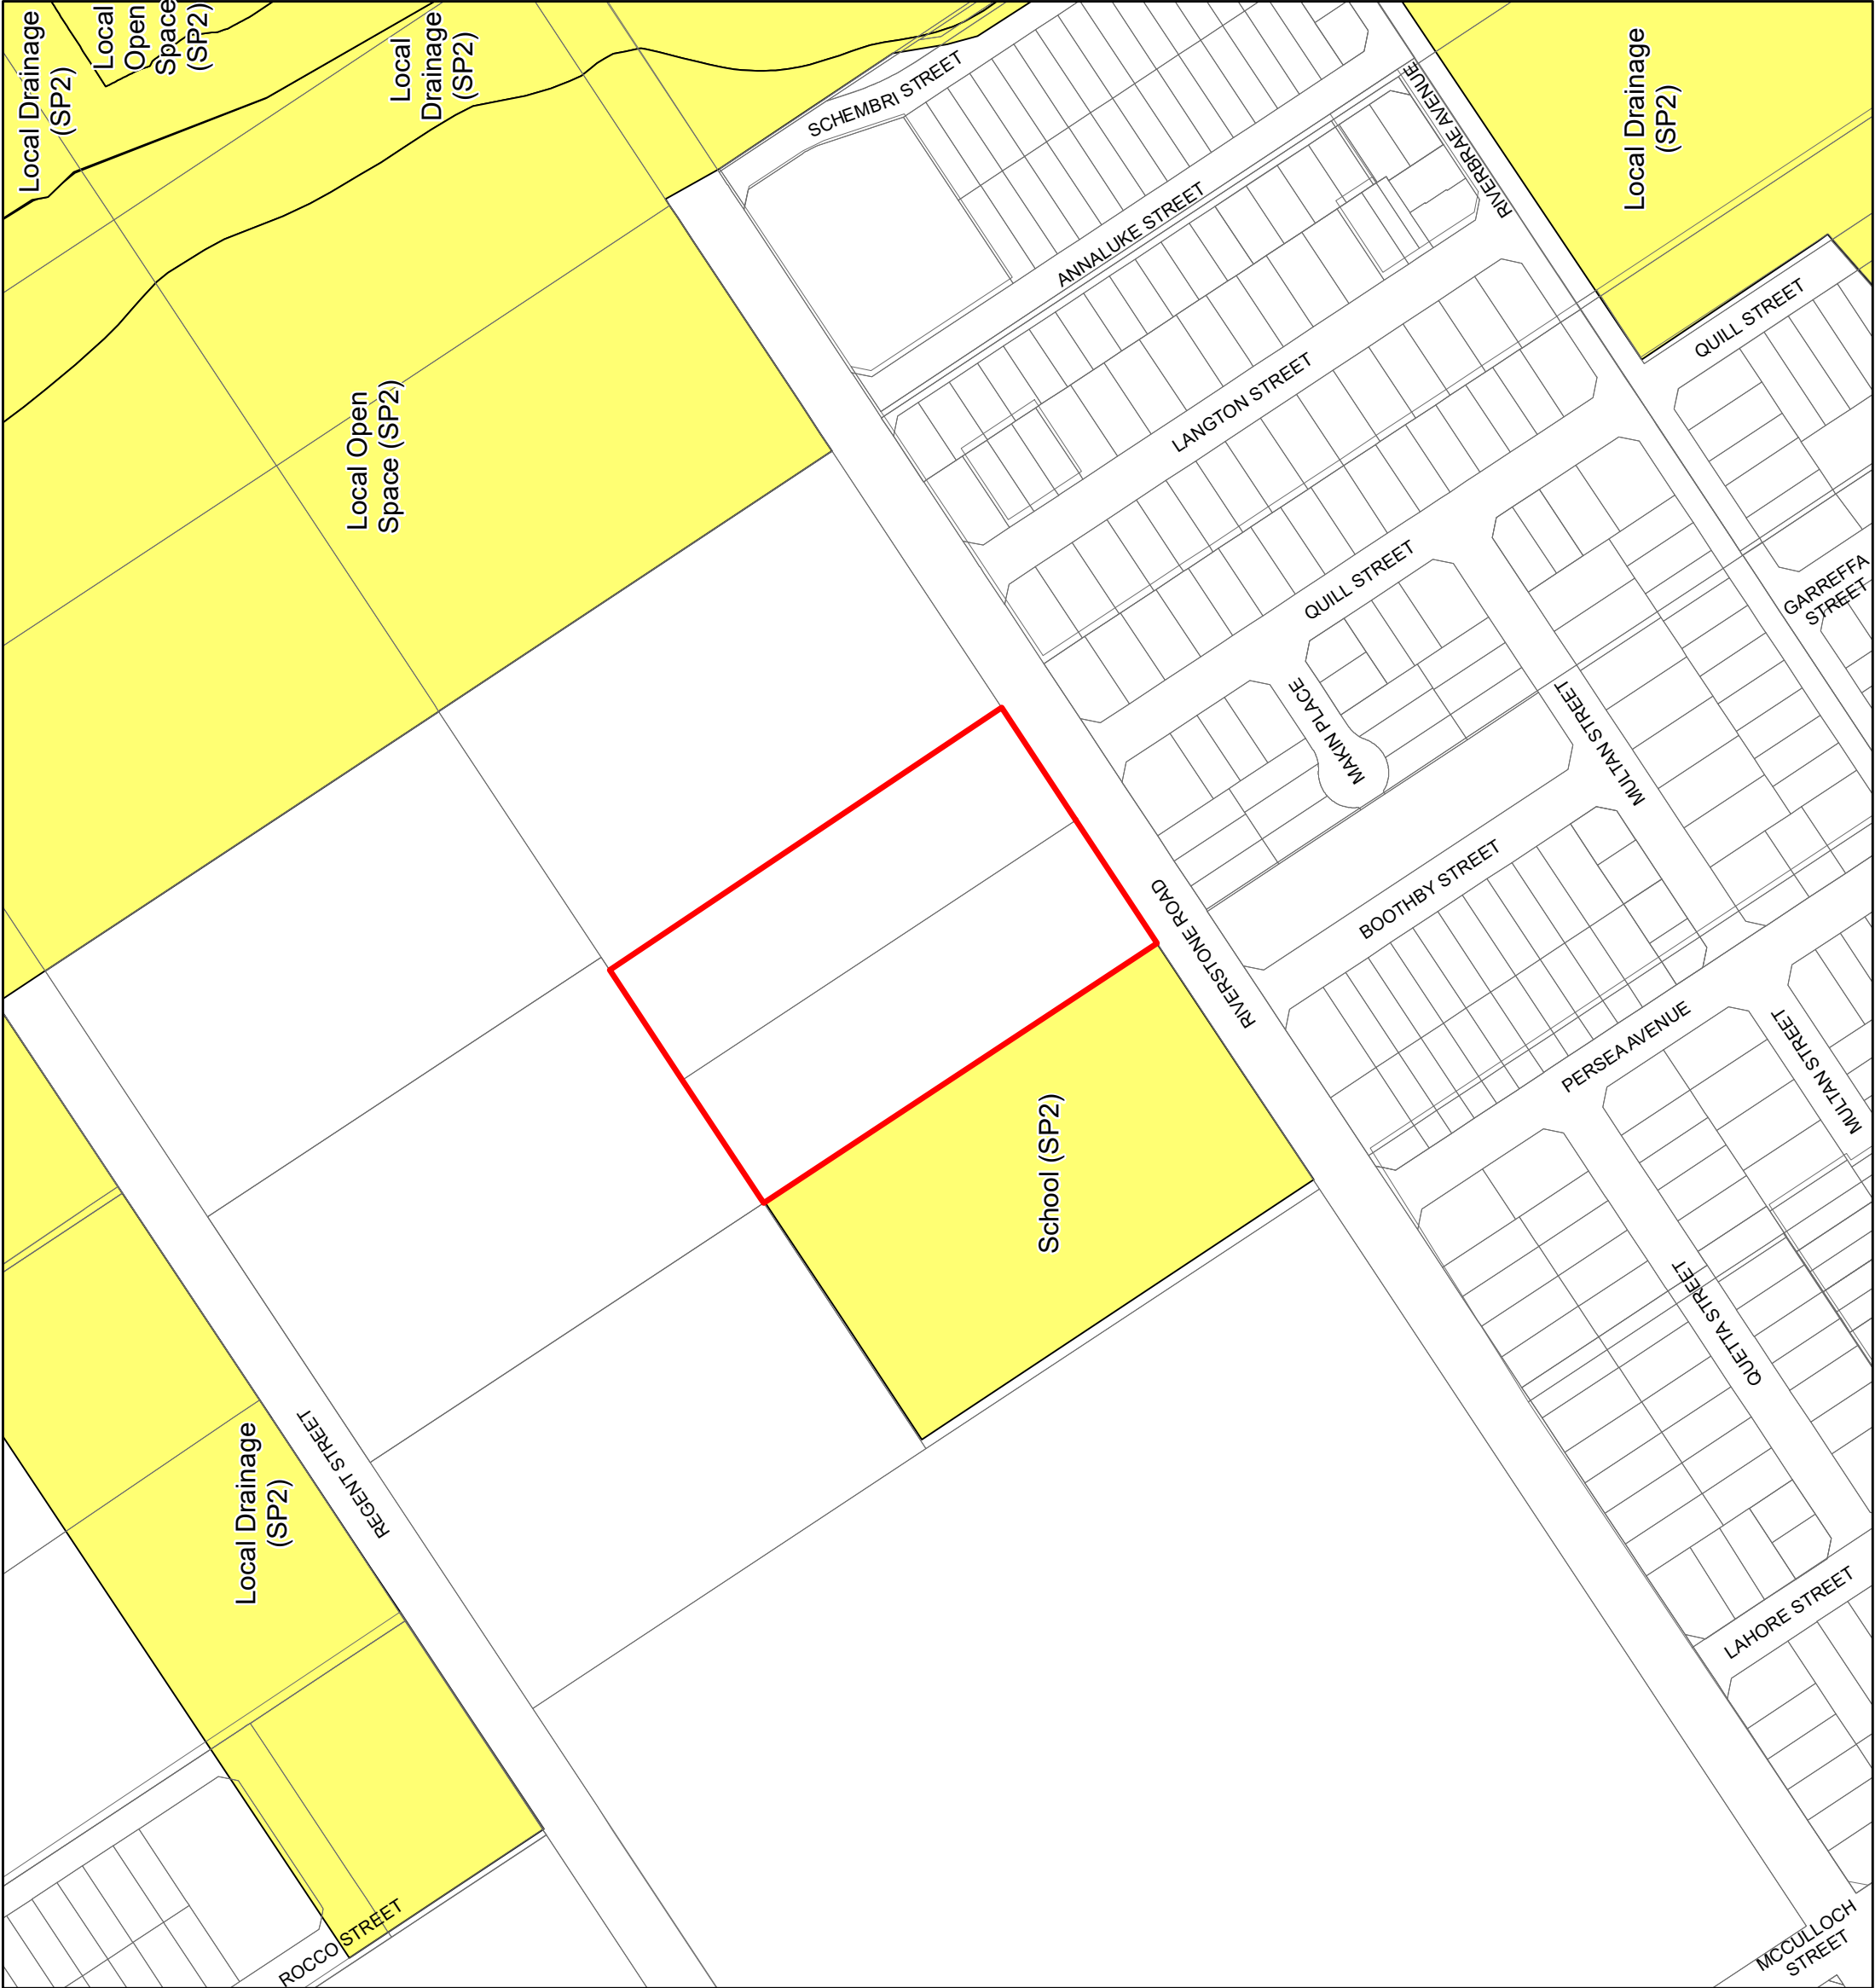 Local Drainage
(SP2)
Local
Open
Space
(SP2)
Local
Drainage
(SP2)
SCHEMBRI STREET
RIVERBRAE AVENUE
Local Drainage
(SP2)
ANNALUKE STREET
QUILL STREET
LANGTON STREET
Local Open
Space (SP2)
QUILL STREET
GARREFFA
STREET
MAKIN PLACE
MULTAN STREET
BOOTHBY STREET
RIVERSTONE ROAD
PERSEA AVENUE
MULTAN STREET
School (SP2)
QUETTA STREET
REGENT STREET
Local Drainage
(SP2)
LAHORE STREET
ROCCO STREET
MCCULLOCH
STREET